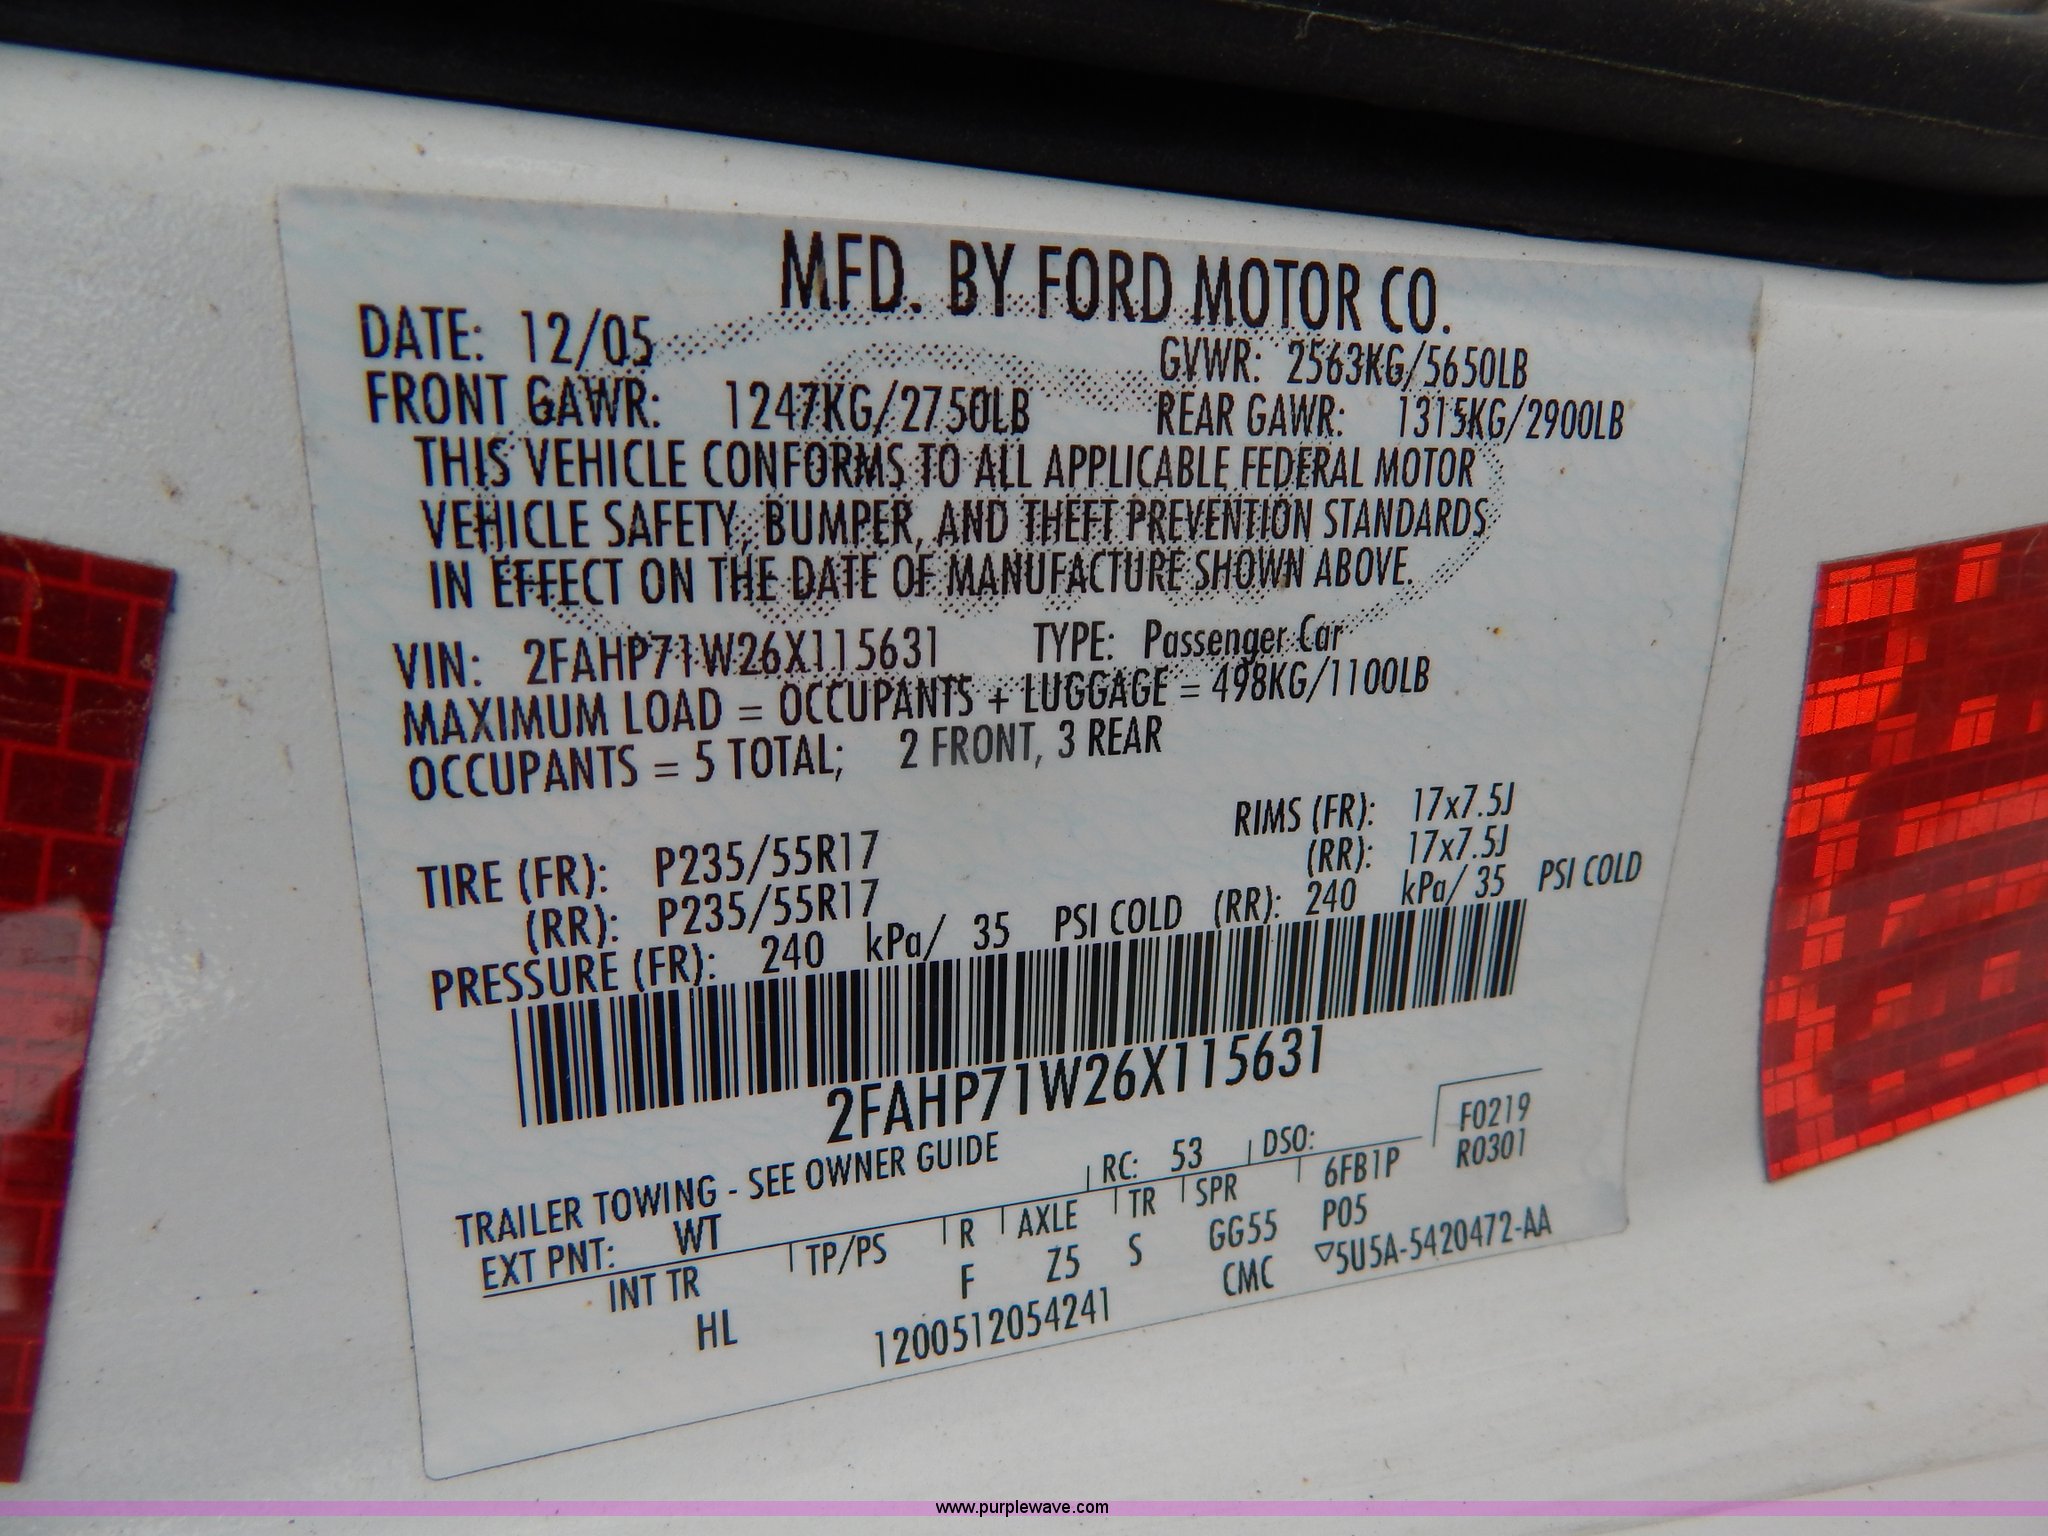 MFD. BY FORD MOTOR CO.
DATE: 12/05 GVWR: 2563KG/5650LB
FRONT GAWR: 1247KG/2750LB REAR GAWR: 1315KG/2900LB
THIS VEHICLE CONFORMS TO ALL APPLICABLE FEDERAL MOTOR
VEHICLE SAFETY, BUMPER, AND THEFT PREVENTION STANDARDS
IN EFFECT ON THE DATE OF MANUFACTURE SHOWN ABOVE.
VIN: 2FAHP71W26X115631 TYPE: Passenger Car
MAXIMUM LOAD = OCCUPANTS + LUGGAGE = 498KG/1100LB
OCCUPANTS = 5 TOTAL; 2 FRONT, 3 REAR
TIRE (FR): P235/55R17 RIMS (FR): 17x7.5J
(RR): P235/55R17 (RR): 17x7.5J
PRESSURE (FR): 240 kPa/ 35 PSI COLD (RR): 240 kPa/ 35 PSI COLD
2FAHP71W26X115631
TRAILER TOWING - SEE OWNER GUIDE
F0219
EXT PNT: WT RC: 53 DSO: R0301
INT TR TP/PS R AXLE TR SPR 6FB1P
HL F Z5 S GG55 P05
1200512054241 CMC ▽5U5A-5420472-AA
www.purplewave.com